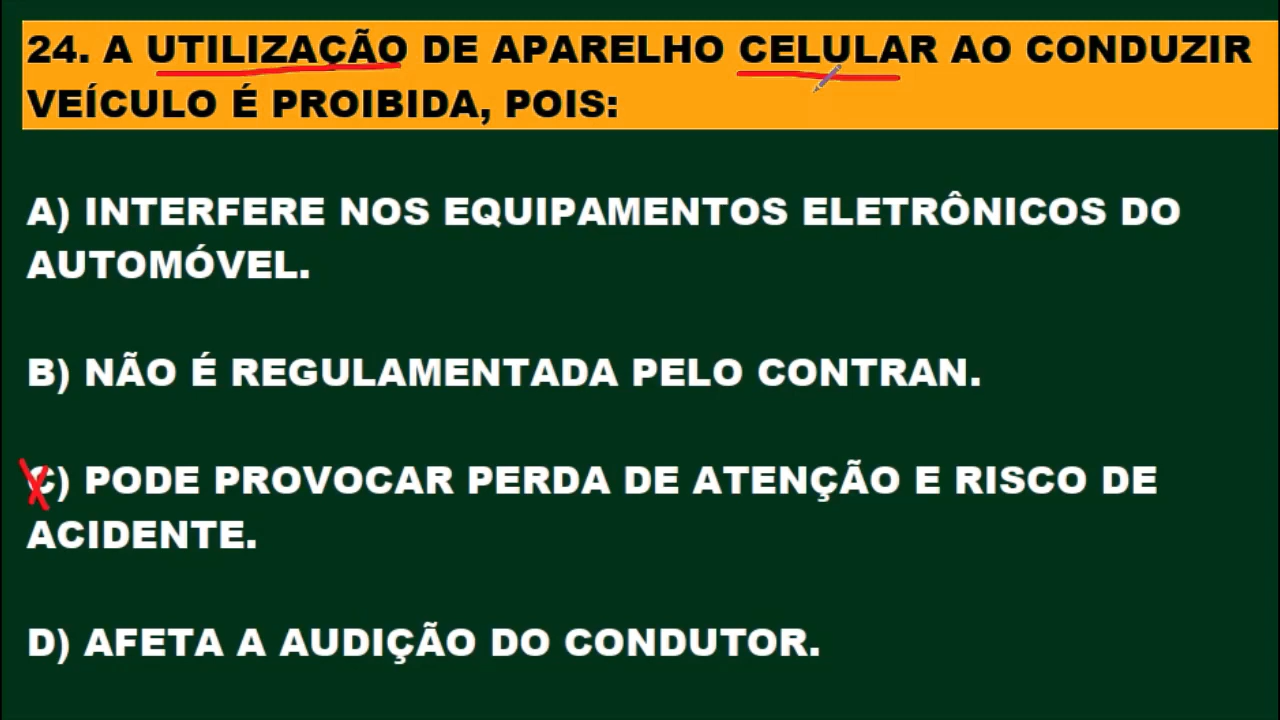 24. A UTILIZAÇÃO DE APARELHO CELULAR AO CONDUZIR
VEÍCULO É PROIBIDA, POIS:
A) INTERFERE NOS EQUIPAMENTOS ELETRÔNICOS DO
AUTOMÓVEL.
B) NÃO É REGULAMENTADA PELO CONTRAN.
C) PODE PROVOCAR PERDA DE ATENÇÃO E RISCO DE
ACIDENTE.
D) AFETA A AUDIÇÃO DO CONDUTOR.